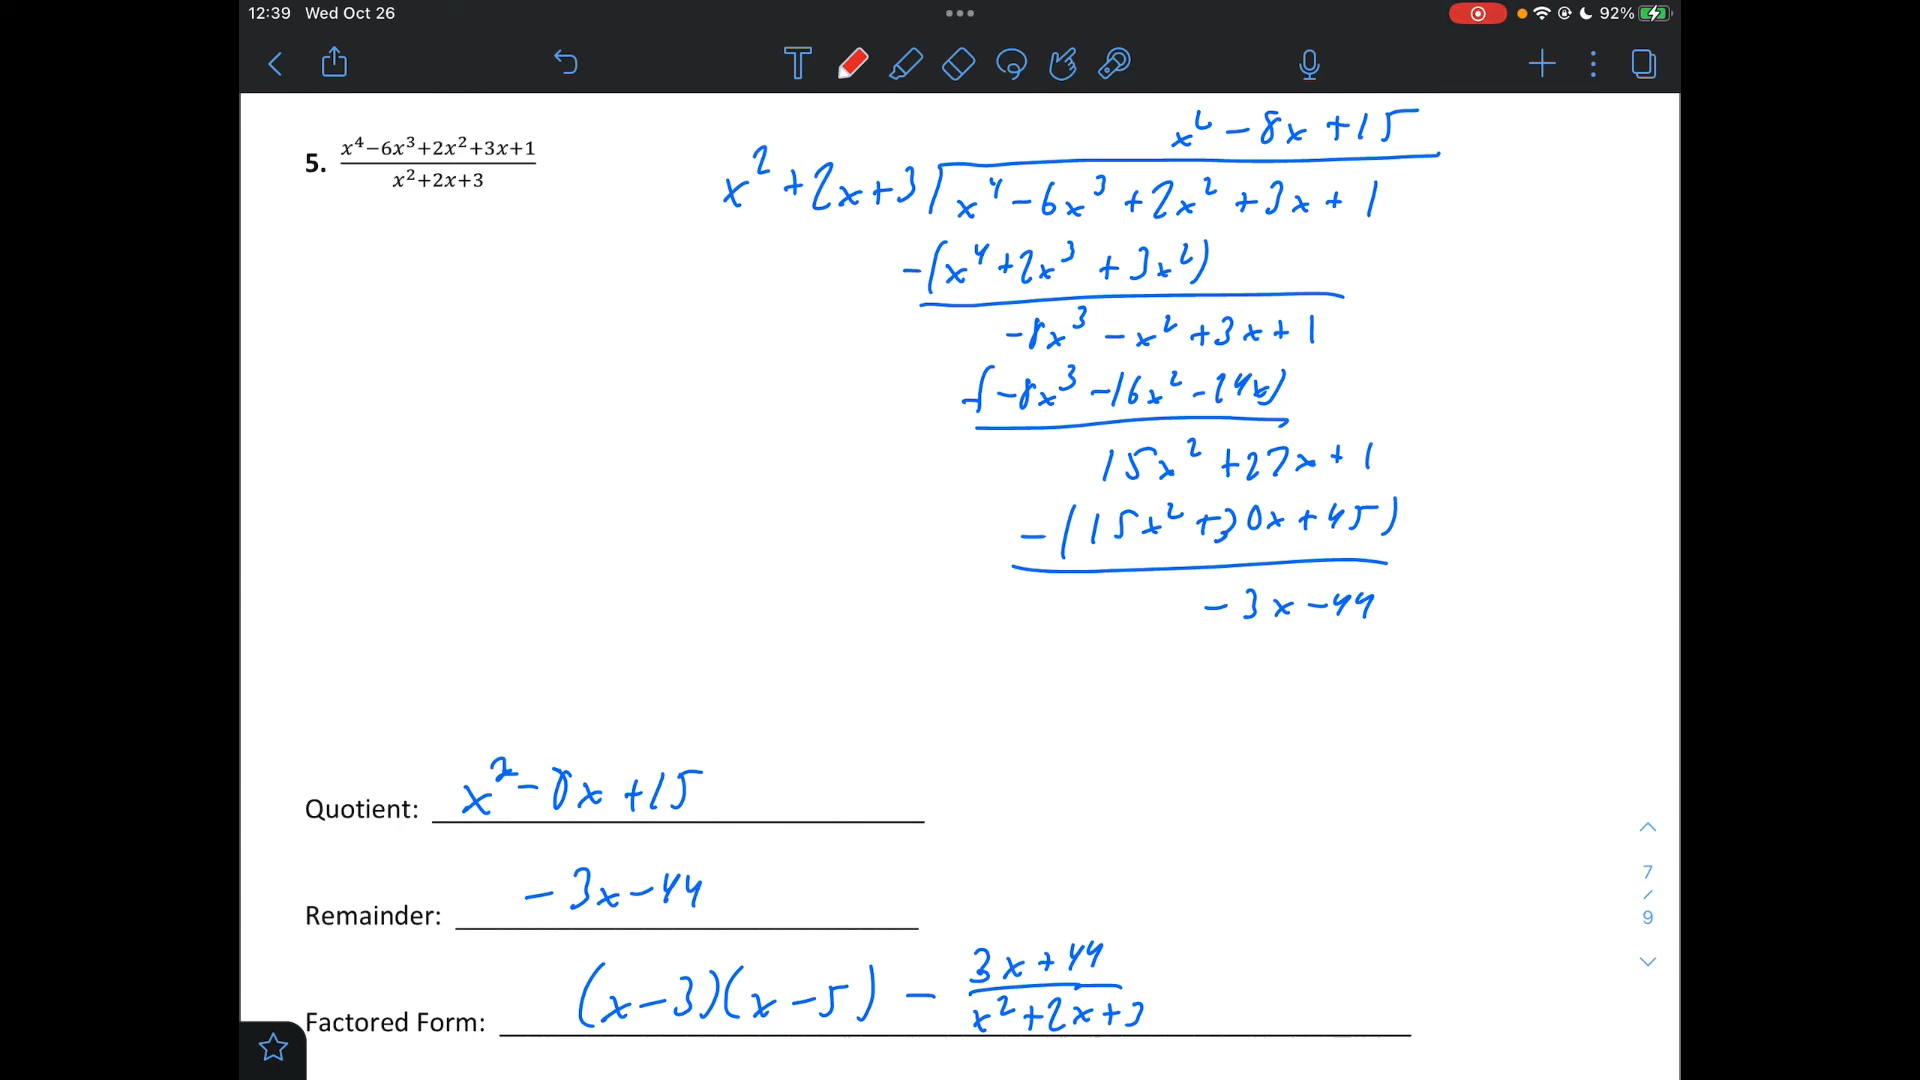 12:39 Wed Oct 26
92%
5. (x⁴−6x³+2x²+3x+1)/(x²+2x+3)
x² − 8x + 15
x² + 2x + 3 ) x⁴ − 6x³ + 2x² + 3x + 1
−(x⁴ + 2x³ + 3x²)
−8x³ − x² + 3x + 1
−(−8x³ − 16x² − 24x)
15x² + 27x + 1
−(15x² + 30x + 45)
−3x − 44
Quotient: x² − 8x + 15
Remainder: −3x − 44
Factored Form: (x−3)(x−5) − (3x+44)/(x²+2x+3)
7
/
9